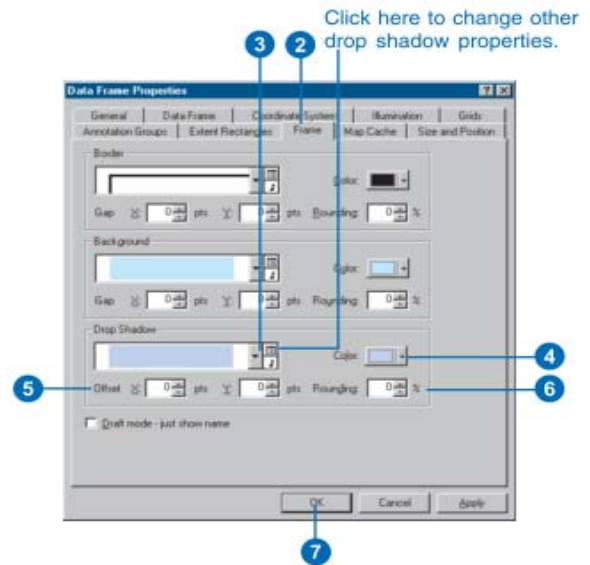 Click here to change other
drop shadow properties.
3 2
Data Frame Properties
General Data Frame Coordinate System Illumination Grids
Annotation Groups Extent Rectangles Frame Map Cache Size and Position
Border
Color:
Gap X: 0 pts Y: 0 pts Rounding: 0 %
Background
Color:
Gap X: 0 pts Y: 0 pts Rounding: 0 %
Drop Shadow
Color: 4
5 Offset X: 0 pts Y: 0 pts Rounding: 0 % 6
Draft mode - just show name
OK Cancel Apply
7